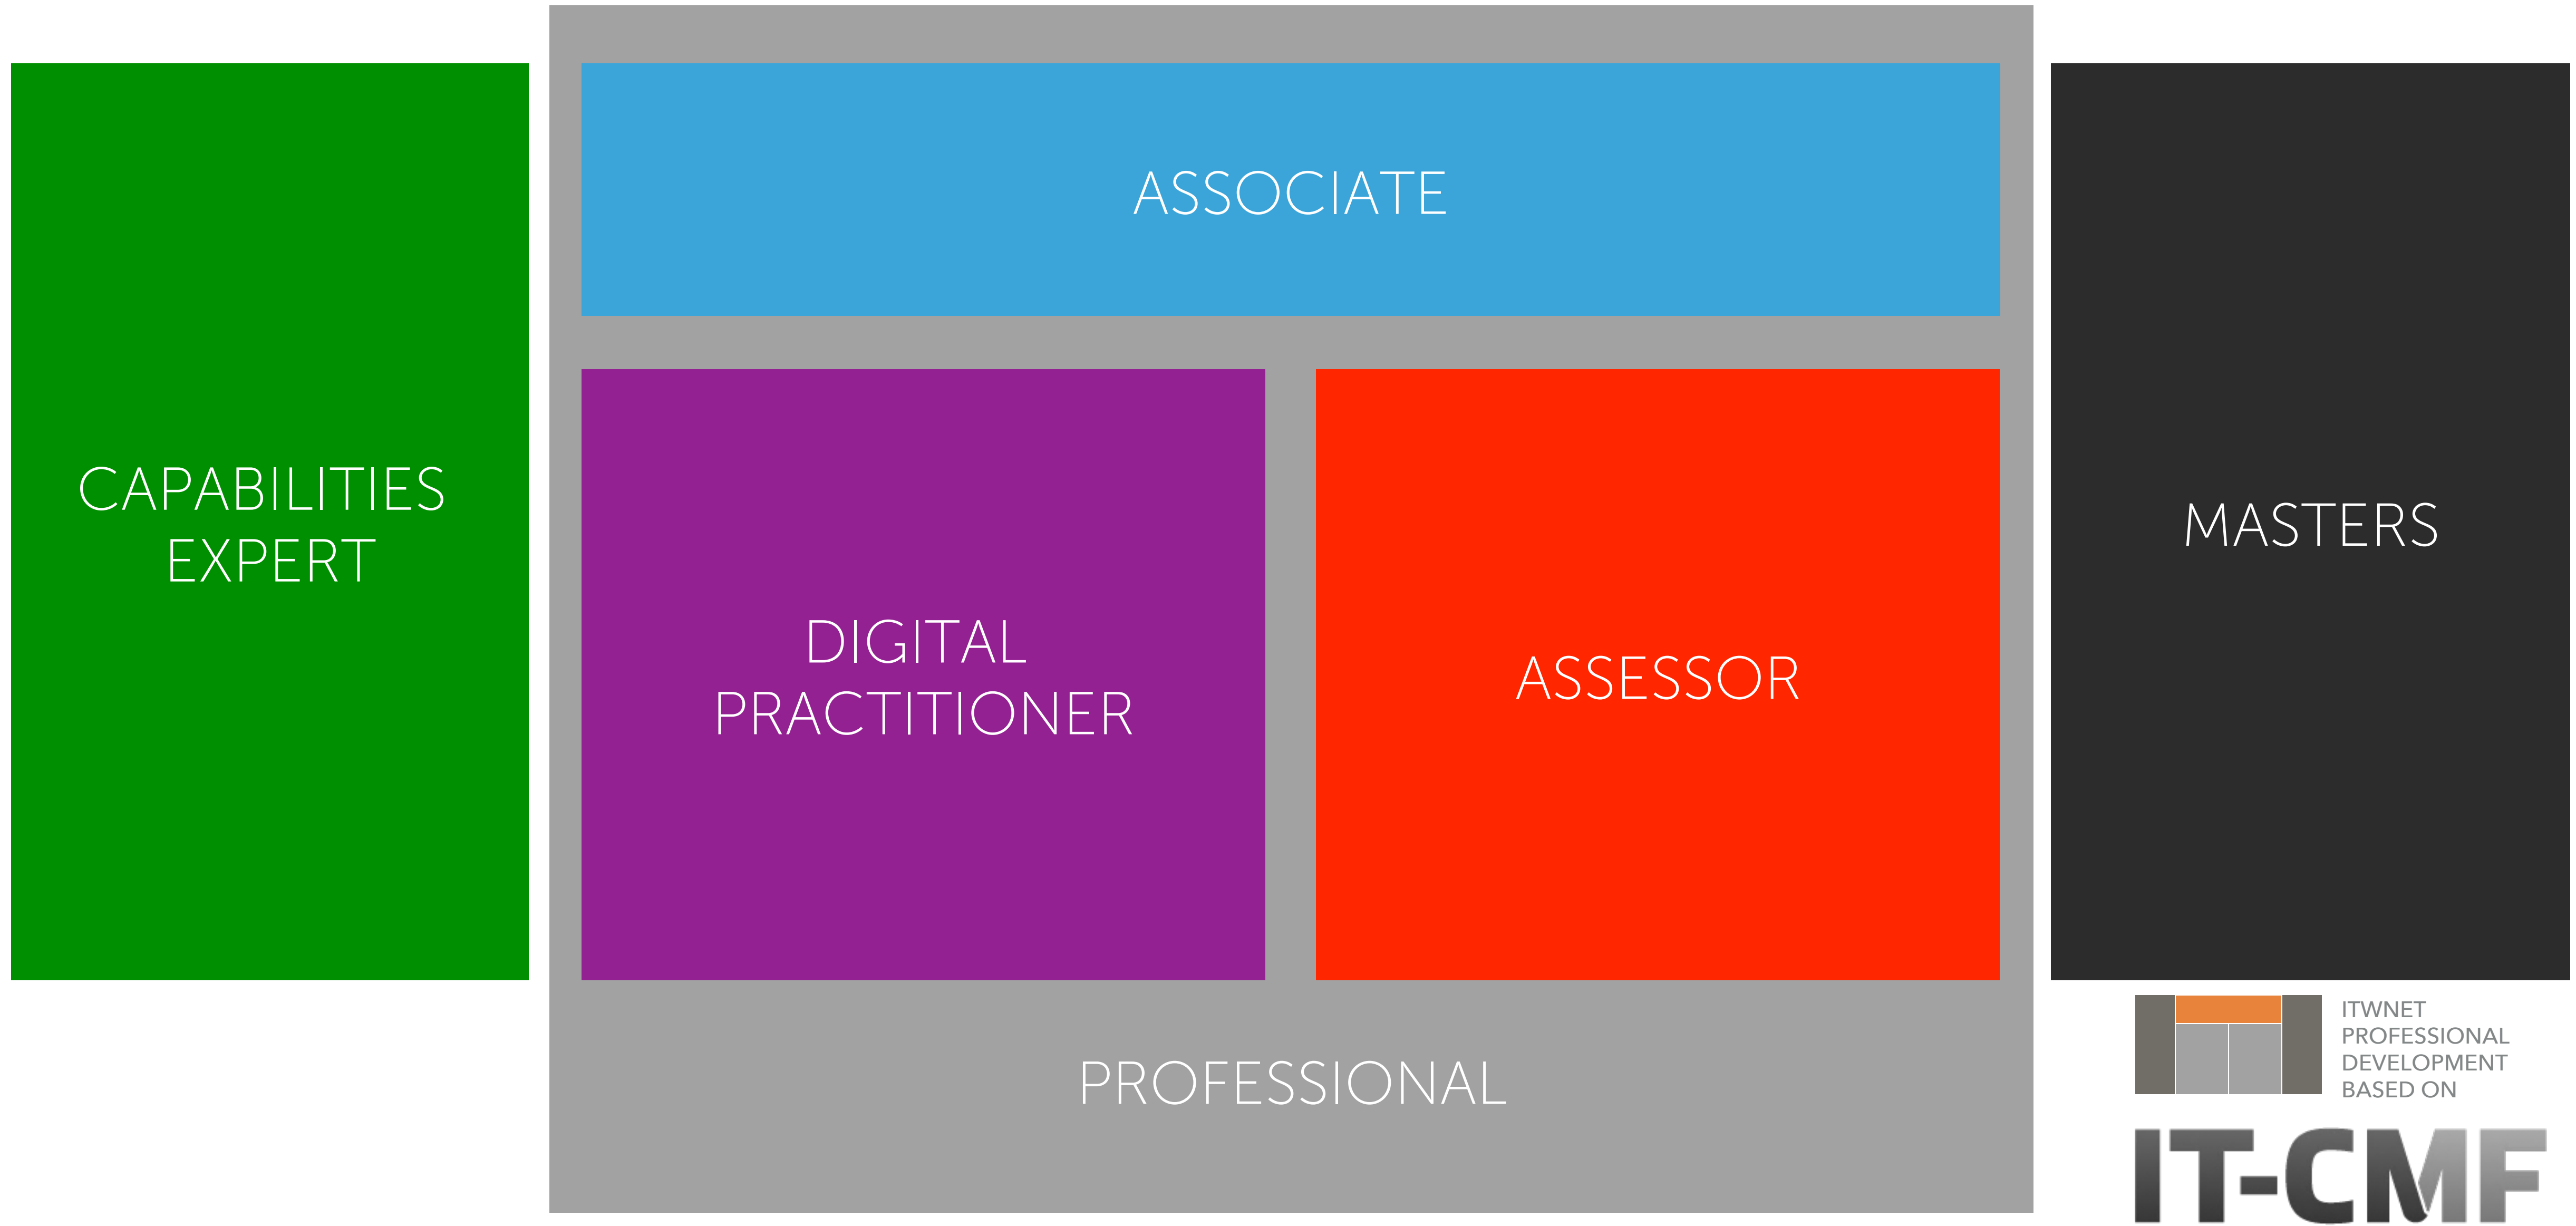 CAPABILITIES
EXPERT
ASSOCIATE
DIGITAL
PRACTITIONER
ASSESSOR
PROFESSIONAL
MASTERS
ITWNET
PROFESSIONAL
DEVELOPMENT
BASED ON
IT-CMF